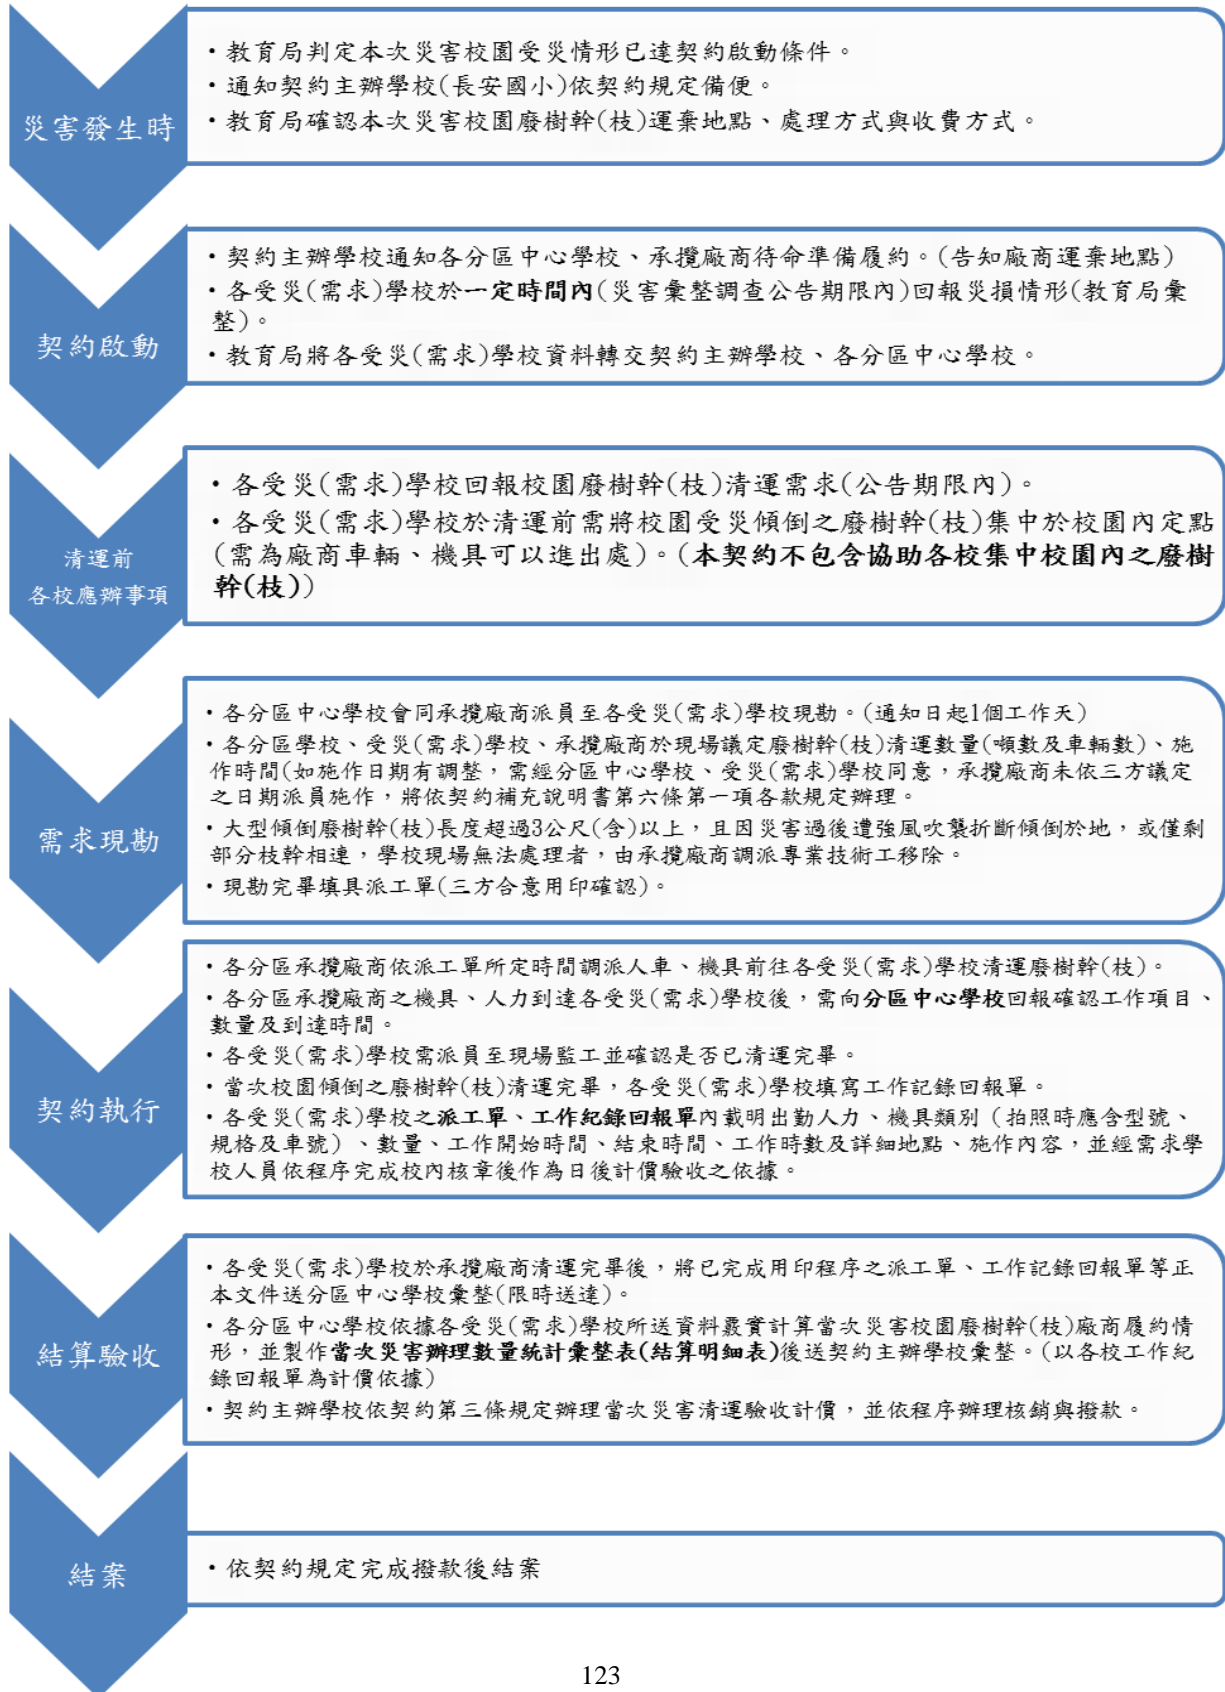 災害發生時
・教育局判定本次災害校園受災情形已達契約啟動條件。
・通知契約主辦學校(長安國小)依契約規定備便。
・教育局確認本次災害校園廢樹幹(枝)運棄地點、處理方式與收費方式。
契約啟動
・契約主辦學校通知各分區中心學校、承攬廠商待命準備履約。(告知廠商運棄地點)
・各受災(需求)學校於一定時間內(災害彙整調查公告期限內)回報災損情形(教育局彙
整)。
・教育局將各受災(需求)學校資料轉交契約主辦學校、各分區中心學校。
清運前
各校應辦事項
・各受災(需求)學校回報校園廢樹幹(枝)清運需求(公告期限內)。
・各受災(需求)學校於清運前需將校園受災傾倒之廢樹幹(枝)集中於校園內定點
(需為廠商車輛、機具可以進出處)。(本契約不包含協助各校集中校園內之廢樹
幹(枝))
需求現勘
・各分區中心學校會同承攬廠商派員至各受災(需求)學校現勘。(通知日起1個工作天)
・各分區學校、受災(需求)學校、承攬廠商於現場議定廢樹幹(枝)清運數量(噸數及車輛數)、施
作時間(如施作日期有調整，需經分區中心學校、受災(需求)學校同意，承攬廠商未依三方議定
之日期派員施作，將依契約補充說明書第六條第一項各款規定辦理。
・大型傾倒廢樹幹(枝)長度超過3公尺(含)以上，且因災害過後遭強風吹襲折斷傾倒於地，或僅剩
部分枝幹相連，學校現場無法處理者，由承攬廠商調派專業技術工移除。
・現勘完畢填具派工單(三方合意用印確認)。
契約執行
・各分區承攬廠商依派工單所定時間調派人車、機具前往各受災(需求)學校清運廢樹幹(枝)。
・各分區承攬廠商之機具、人力到達各受災(需求)學校後，需向分區中心學校回報確認工作項目、
數量及到達時間。
・各受災(需求)學校需派員至現場監工並確認是否已清運完畢。
・當次校園傾倒之廢樹幹(枝)清運完畢，各受災(需求)學校填寫工作記錄回報單。
・各受災(需求)學校之派工單、工作紀錄回報單內載明出勤人力、機具類別（拍照時應含型號、
規格及車號）、數量、工作開始時間、結束時間、工作時數及詳細地點、施作內容，並經需求學
校人員依程序完成校內核章後作為日後計價驗收之依據。
結算驗收
・各受災(需求)學校於承攬廠商清運完畢後，將已完成用印程序之派工單、工作記錄回報單等正
本文件送分區中心學校彙整(限時送達)。
・各分區中心學校依據各受災(需求)學校所送資料覈實計算當次災害校園廢樹幹(枝)廠商履約情
形，並製作當次災害辦理數量統計彙整表(結算明細表)後送契約主辦學校彙整。(以各校工作紀
錄回報單為計價依據)
・契約主辦學校依契約第三條規定辦理當次災害清運驗收計價，並依程序辦理核銷與撥款。
結案
・依契約規定完成撥款後結案
123